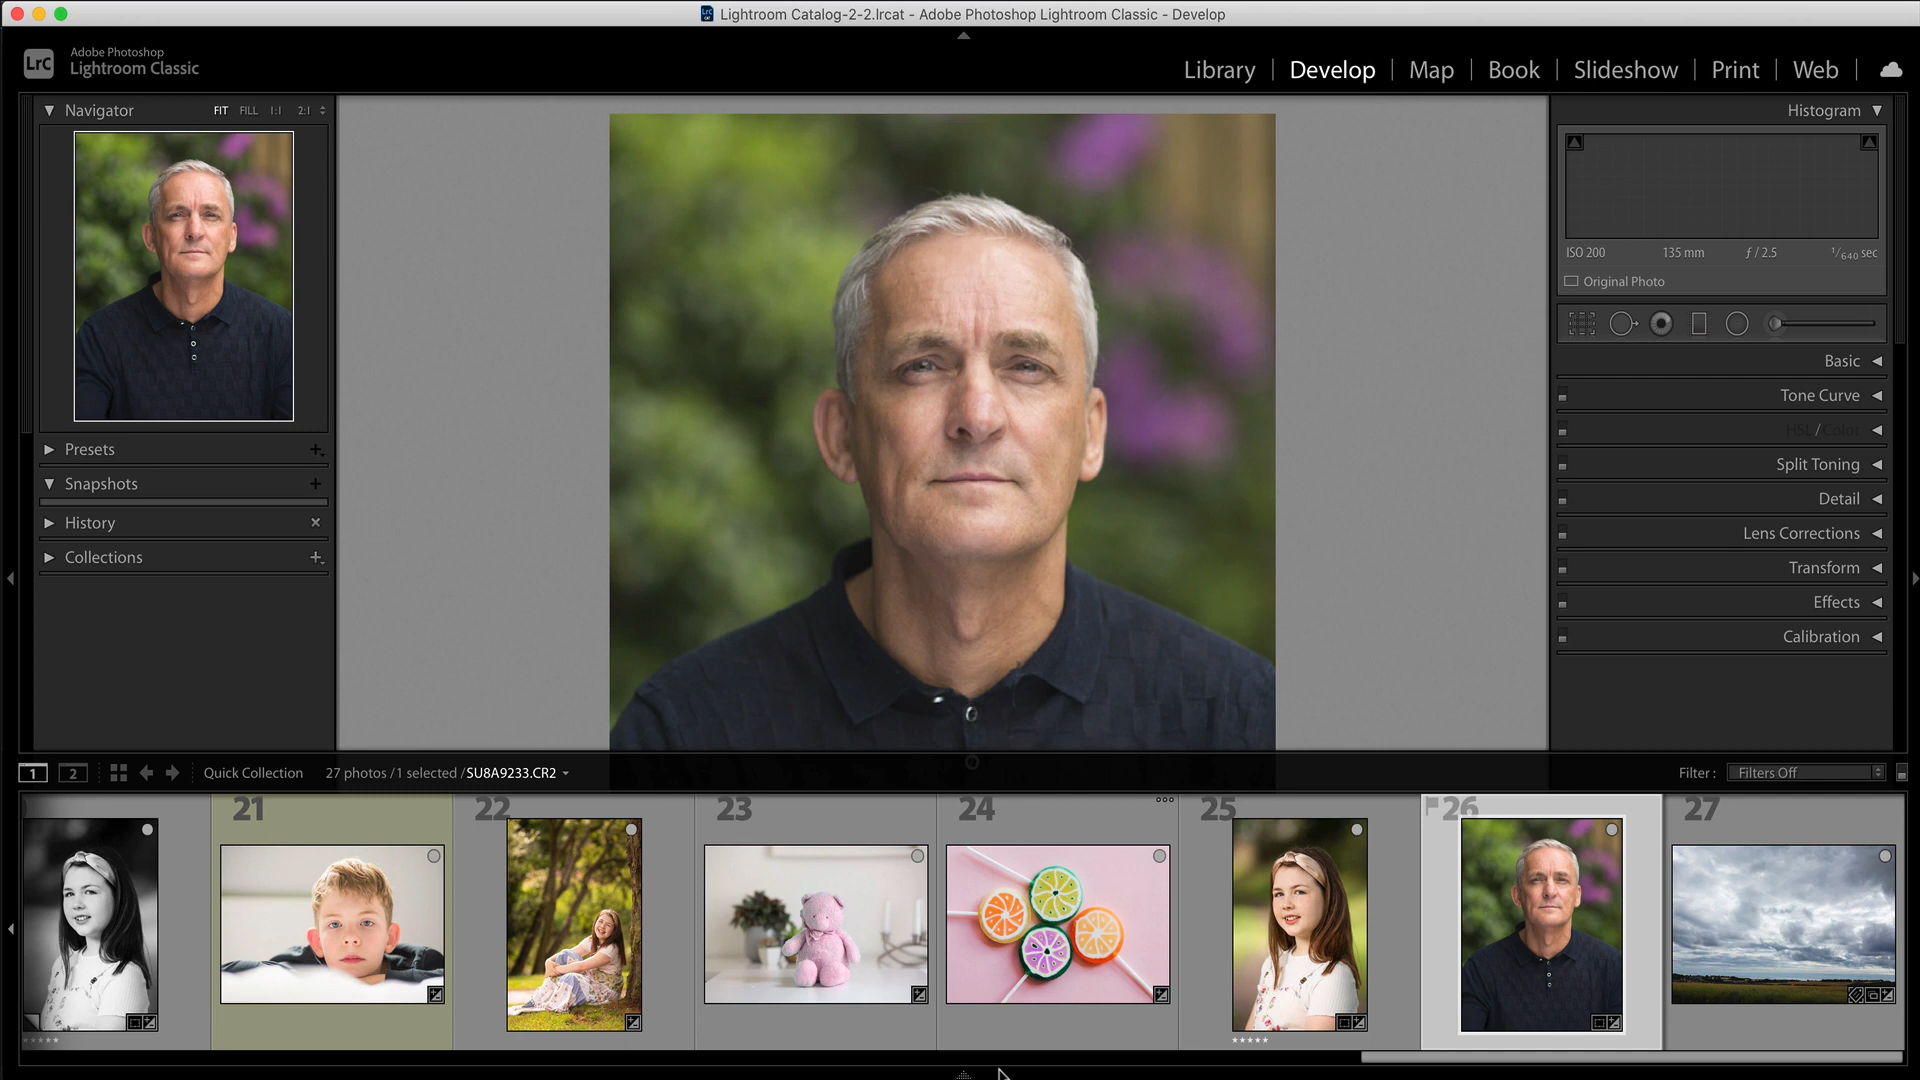 Lightroom Catalog-2-2.lrcat - Adobe Photoshop Lightroom Classic - Develop
LrC
Adobe Photoshop
Lightroom Classic
Library | Develop | Map | Book | Slideshow | Print | Web
Navigator FIT FILL 1:1 2:1
Presets
Snapshots
History
Collections
Histogram
ISO 200 135 mm ƒ / 2.5 1/640 sec
Original Photo
Basic
Tone Curve
HSL / Color
Split Toning
Detail
Lens Corrections
Transform
Effects
Calibration
1 2 Quick Collection 27 photos / 1 selected / SU8A9233.CR2 Filter : Filters Off
21 22 23 24 25 26 27